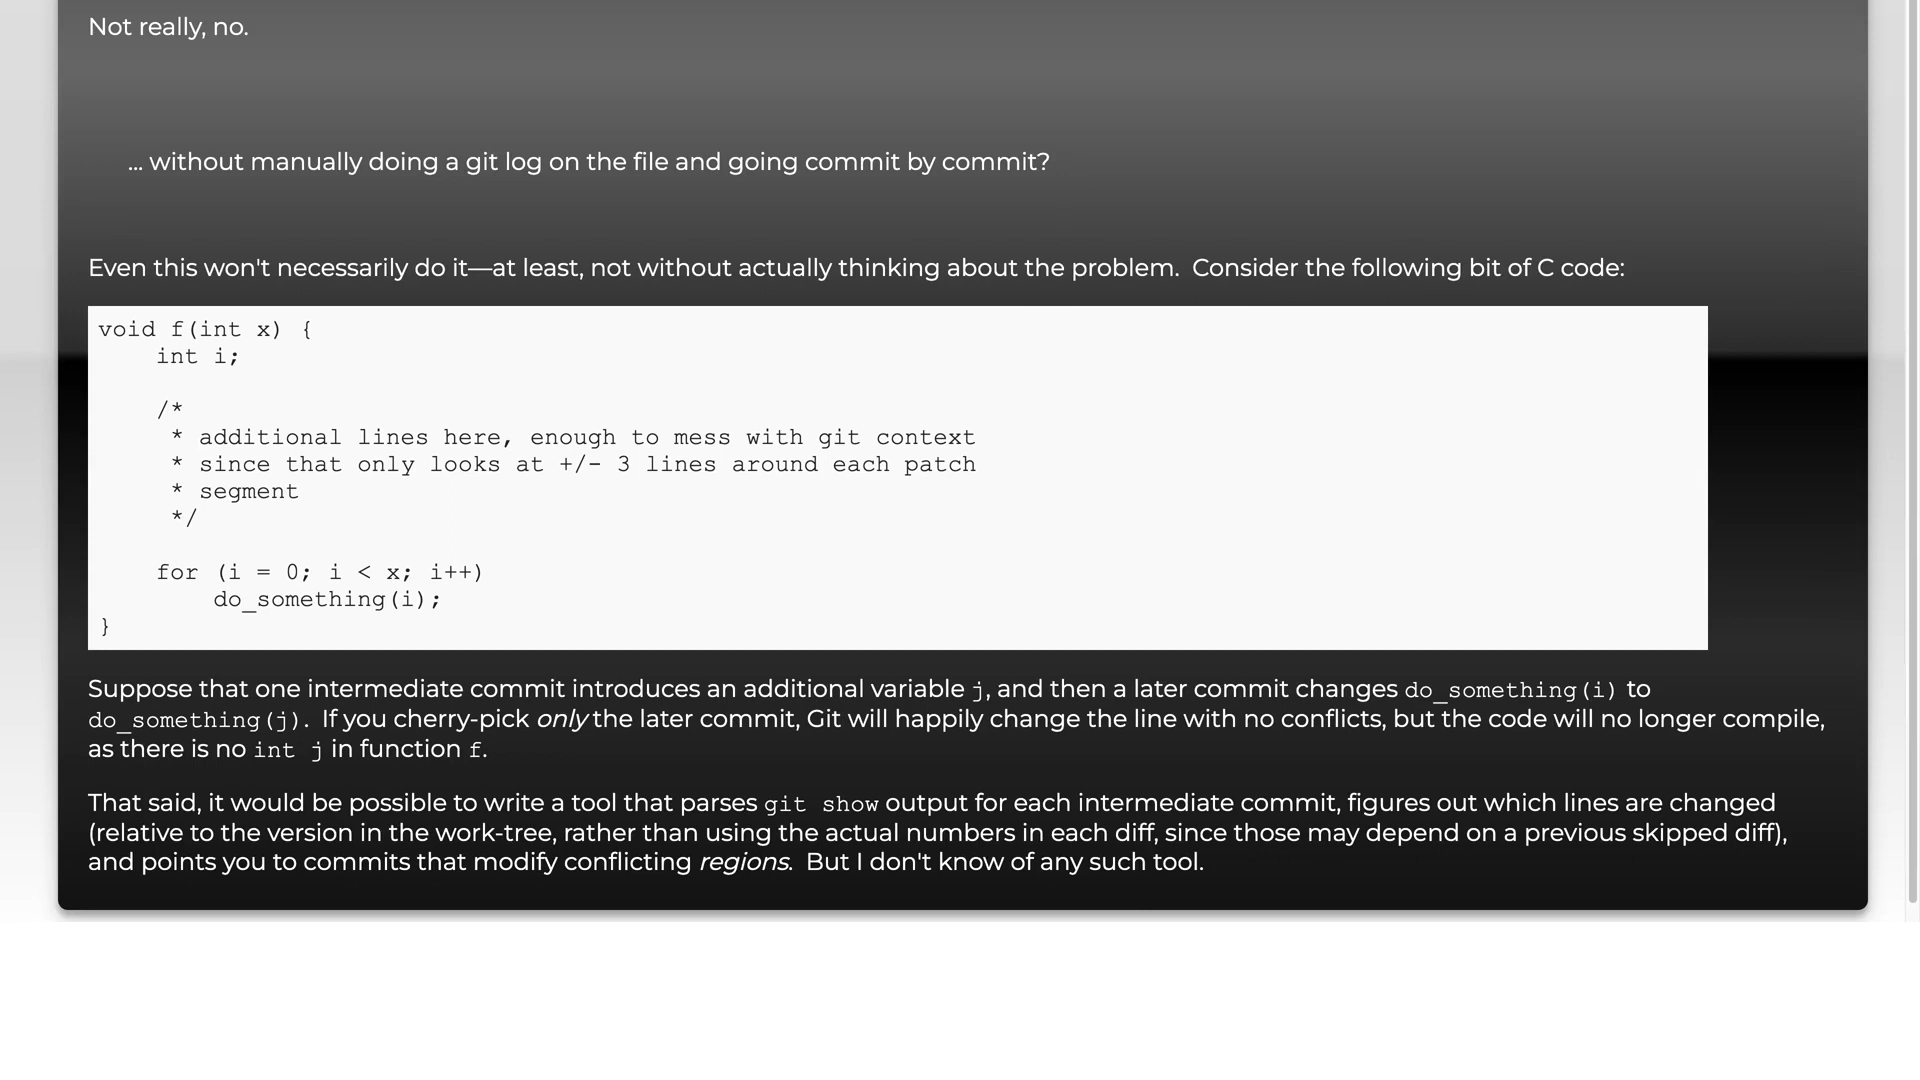 Not really, no.
... without manually doing a git log on the file and going commit by commit?
Even this won't necessarily do it—at least, not without actually thinking about the problem.  Consider the following bit of C code:
void f(int x) {
    int i;
    /*
     * additional lines here, enough to mess with git context
     * since that only looks at +/- 3 lines around each patch
     * segment
     */
    for (i = 0; i < x; i++)
        do_something(i);
}
Suppose that one intermediate commit introduces an additional variable j, and then a later commit changes do_something(i) to
do_something(j).  If you cherry-pick only the later commit, Git will happily change the line with no conflicts, but the code will no longer compile,
as there is no int j in function f.
That said, it would be possible to write a tool that parses git show output for each intermediate commit, figures out which lines are changed
(relative to the version in the work-tree, rather than using the actual numbers in each diff, since those may depend on a previous skipped diff),
and points you to commits that modify conflicting regions.  But I don't know of any such tool.